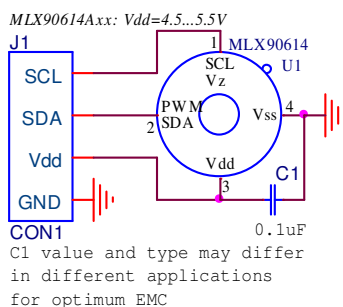 MLX90614Axx: Vdd=4.5...5.5V
J1
SCL
SDA
Vdd
GND
CON1
1
MLX90614
U1
SCL
Vz
PWM
SDA
2
Vss
4
Vdd
3
C1
0.1uF
C1 value and type may differ
in different applications
for optimum EMC